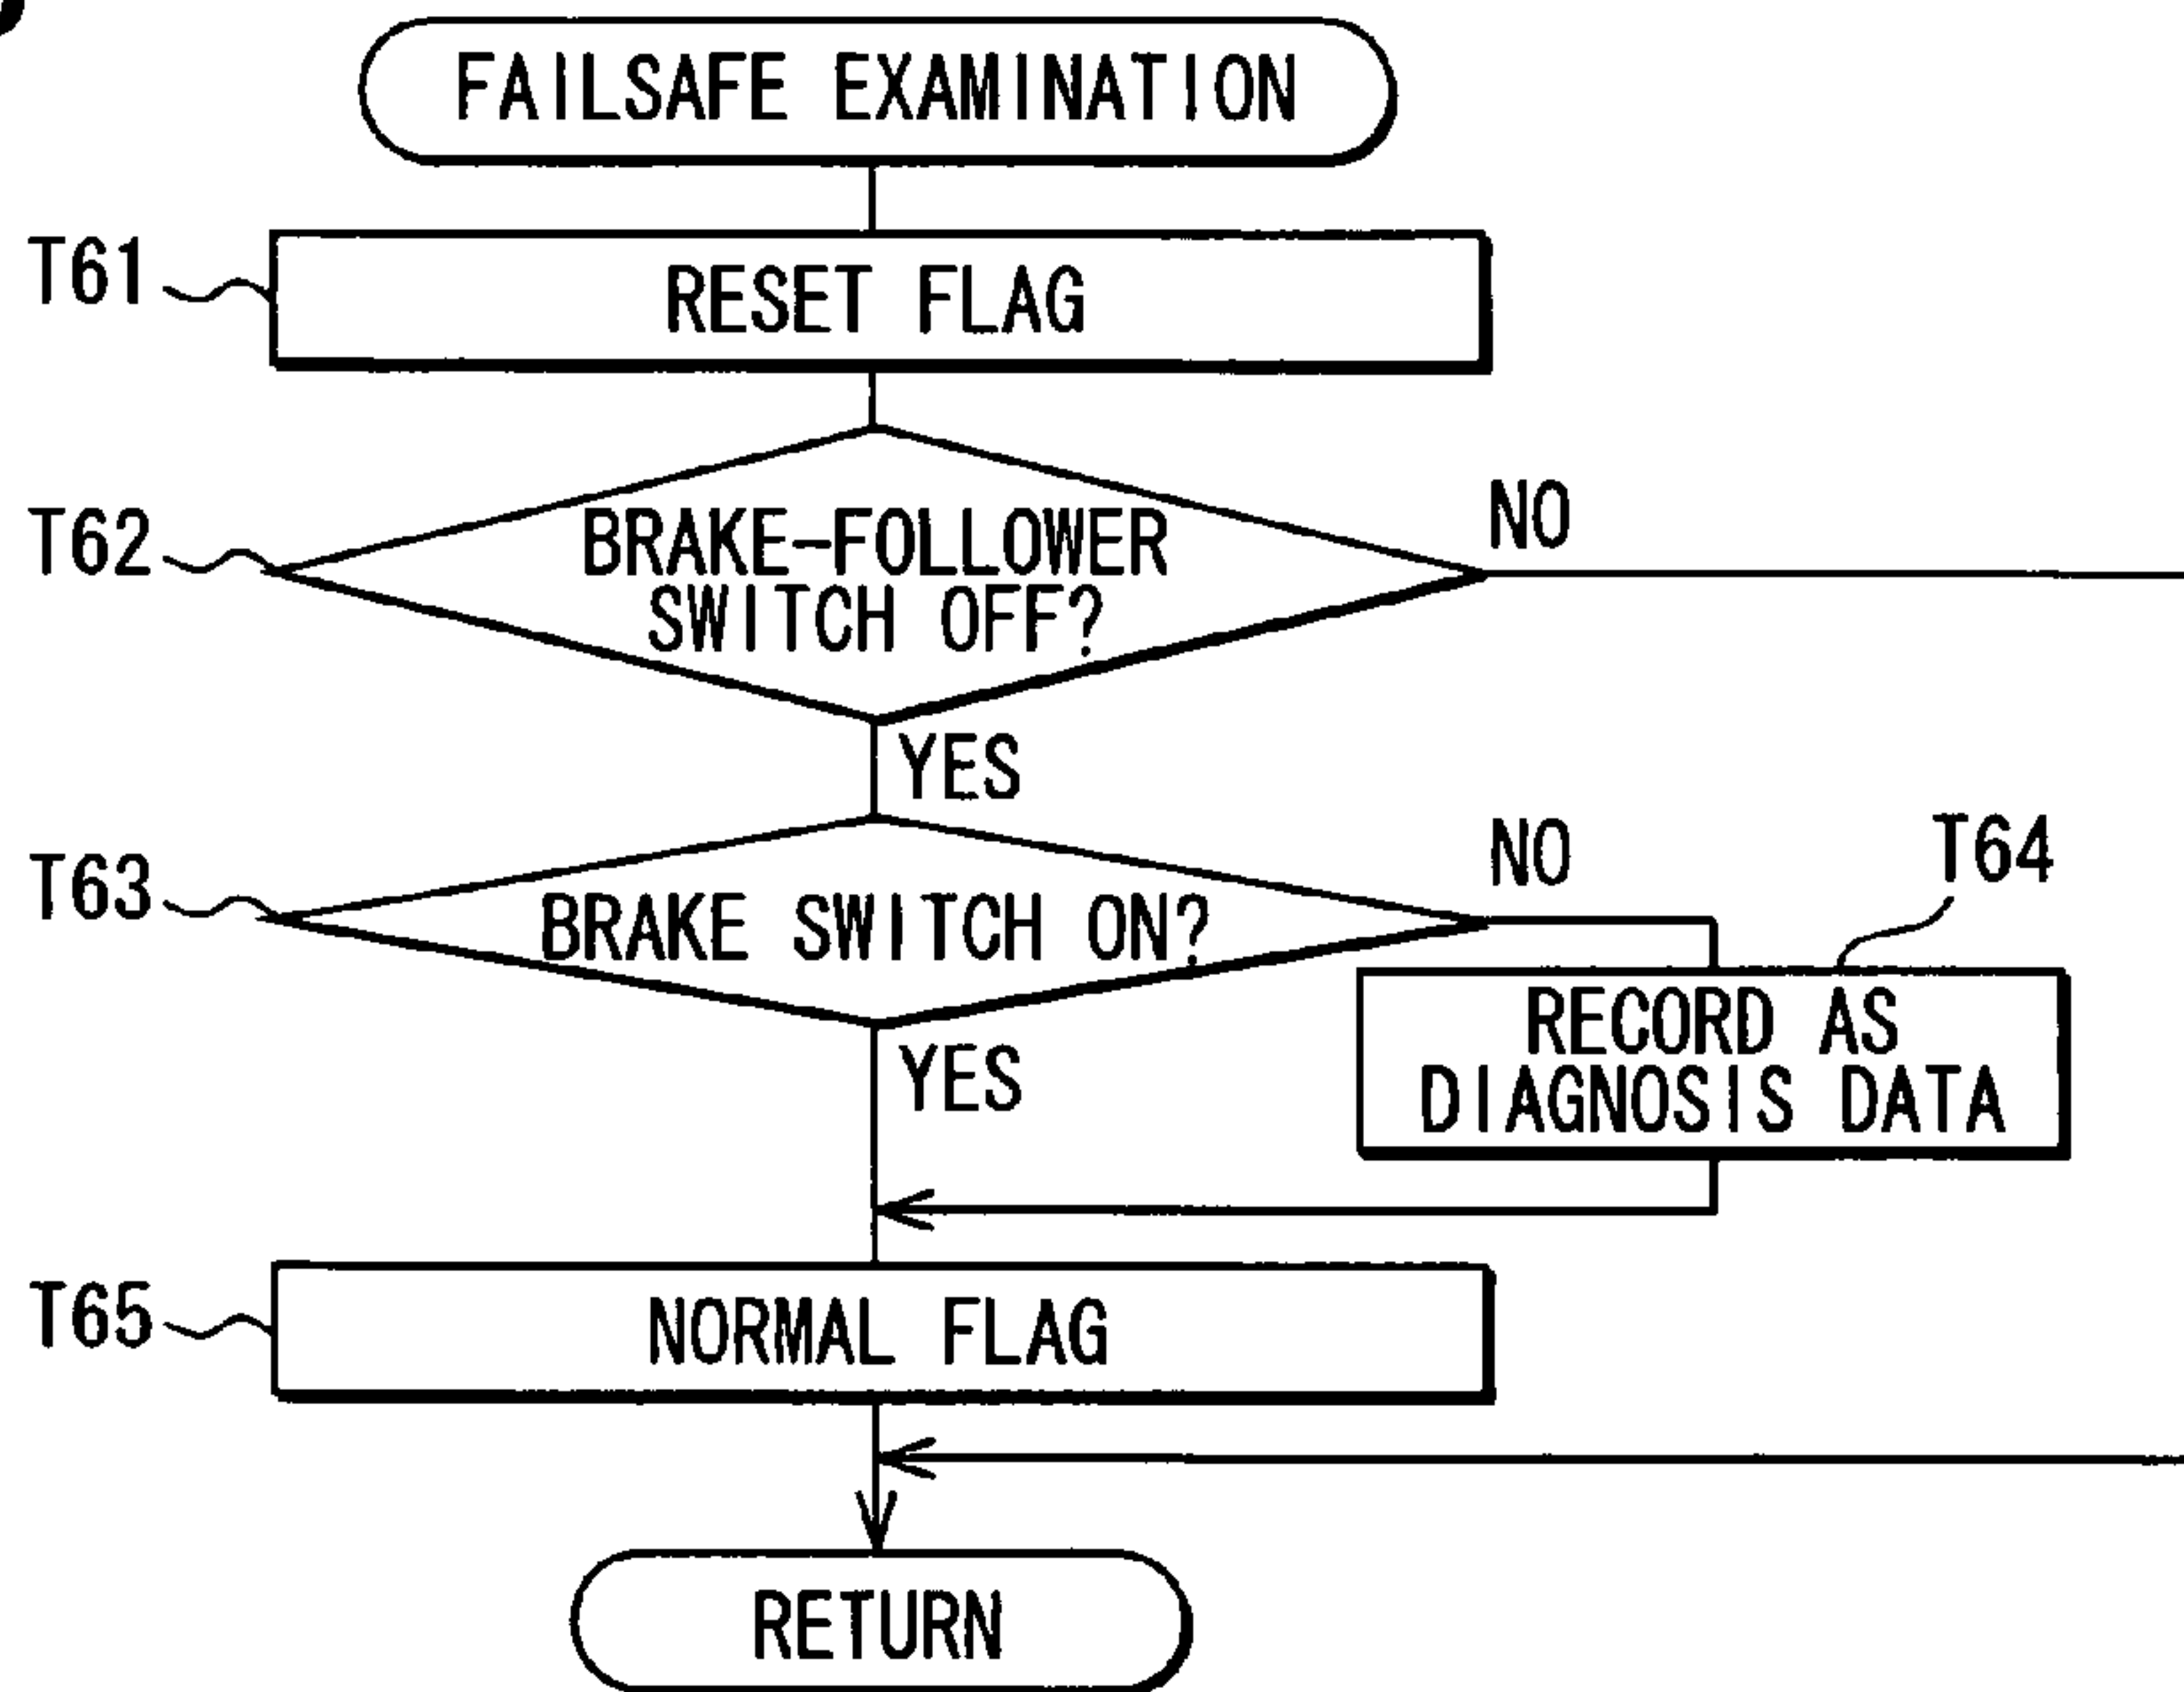 FAILSAFE EXAMINATION
T61
RESET FLAG
T62
BRAKE-FOLLOWER
SWITCH OFF?
NO
YES
T63
BRAKE SWITCH ON?
NO
T64
RECORD AS
DIAGNOSIS DATA
YES
T65
NORMAL FLAG
RETURN